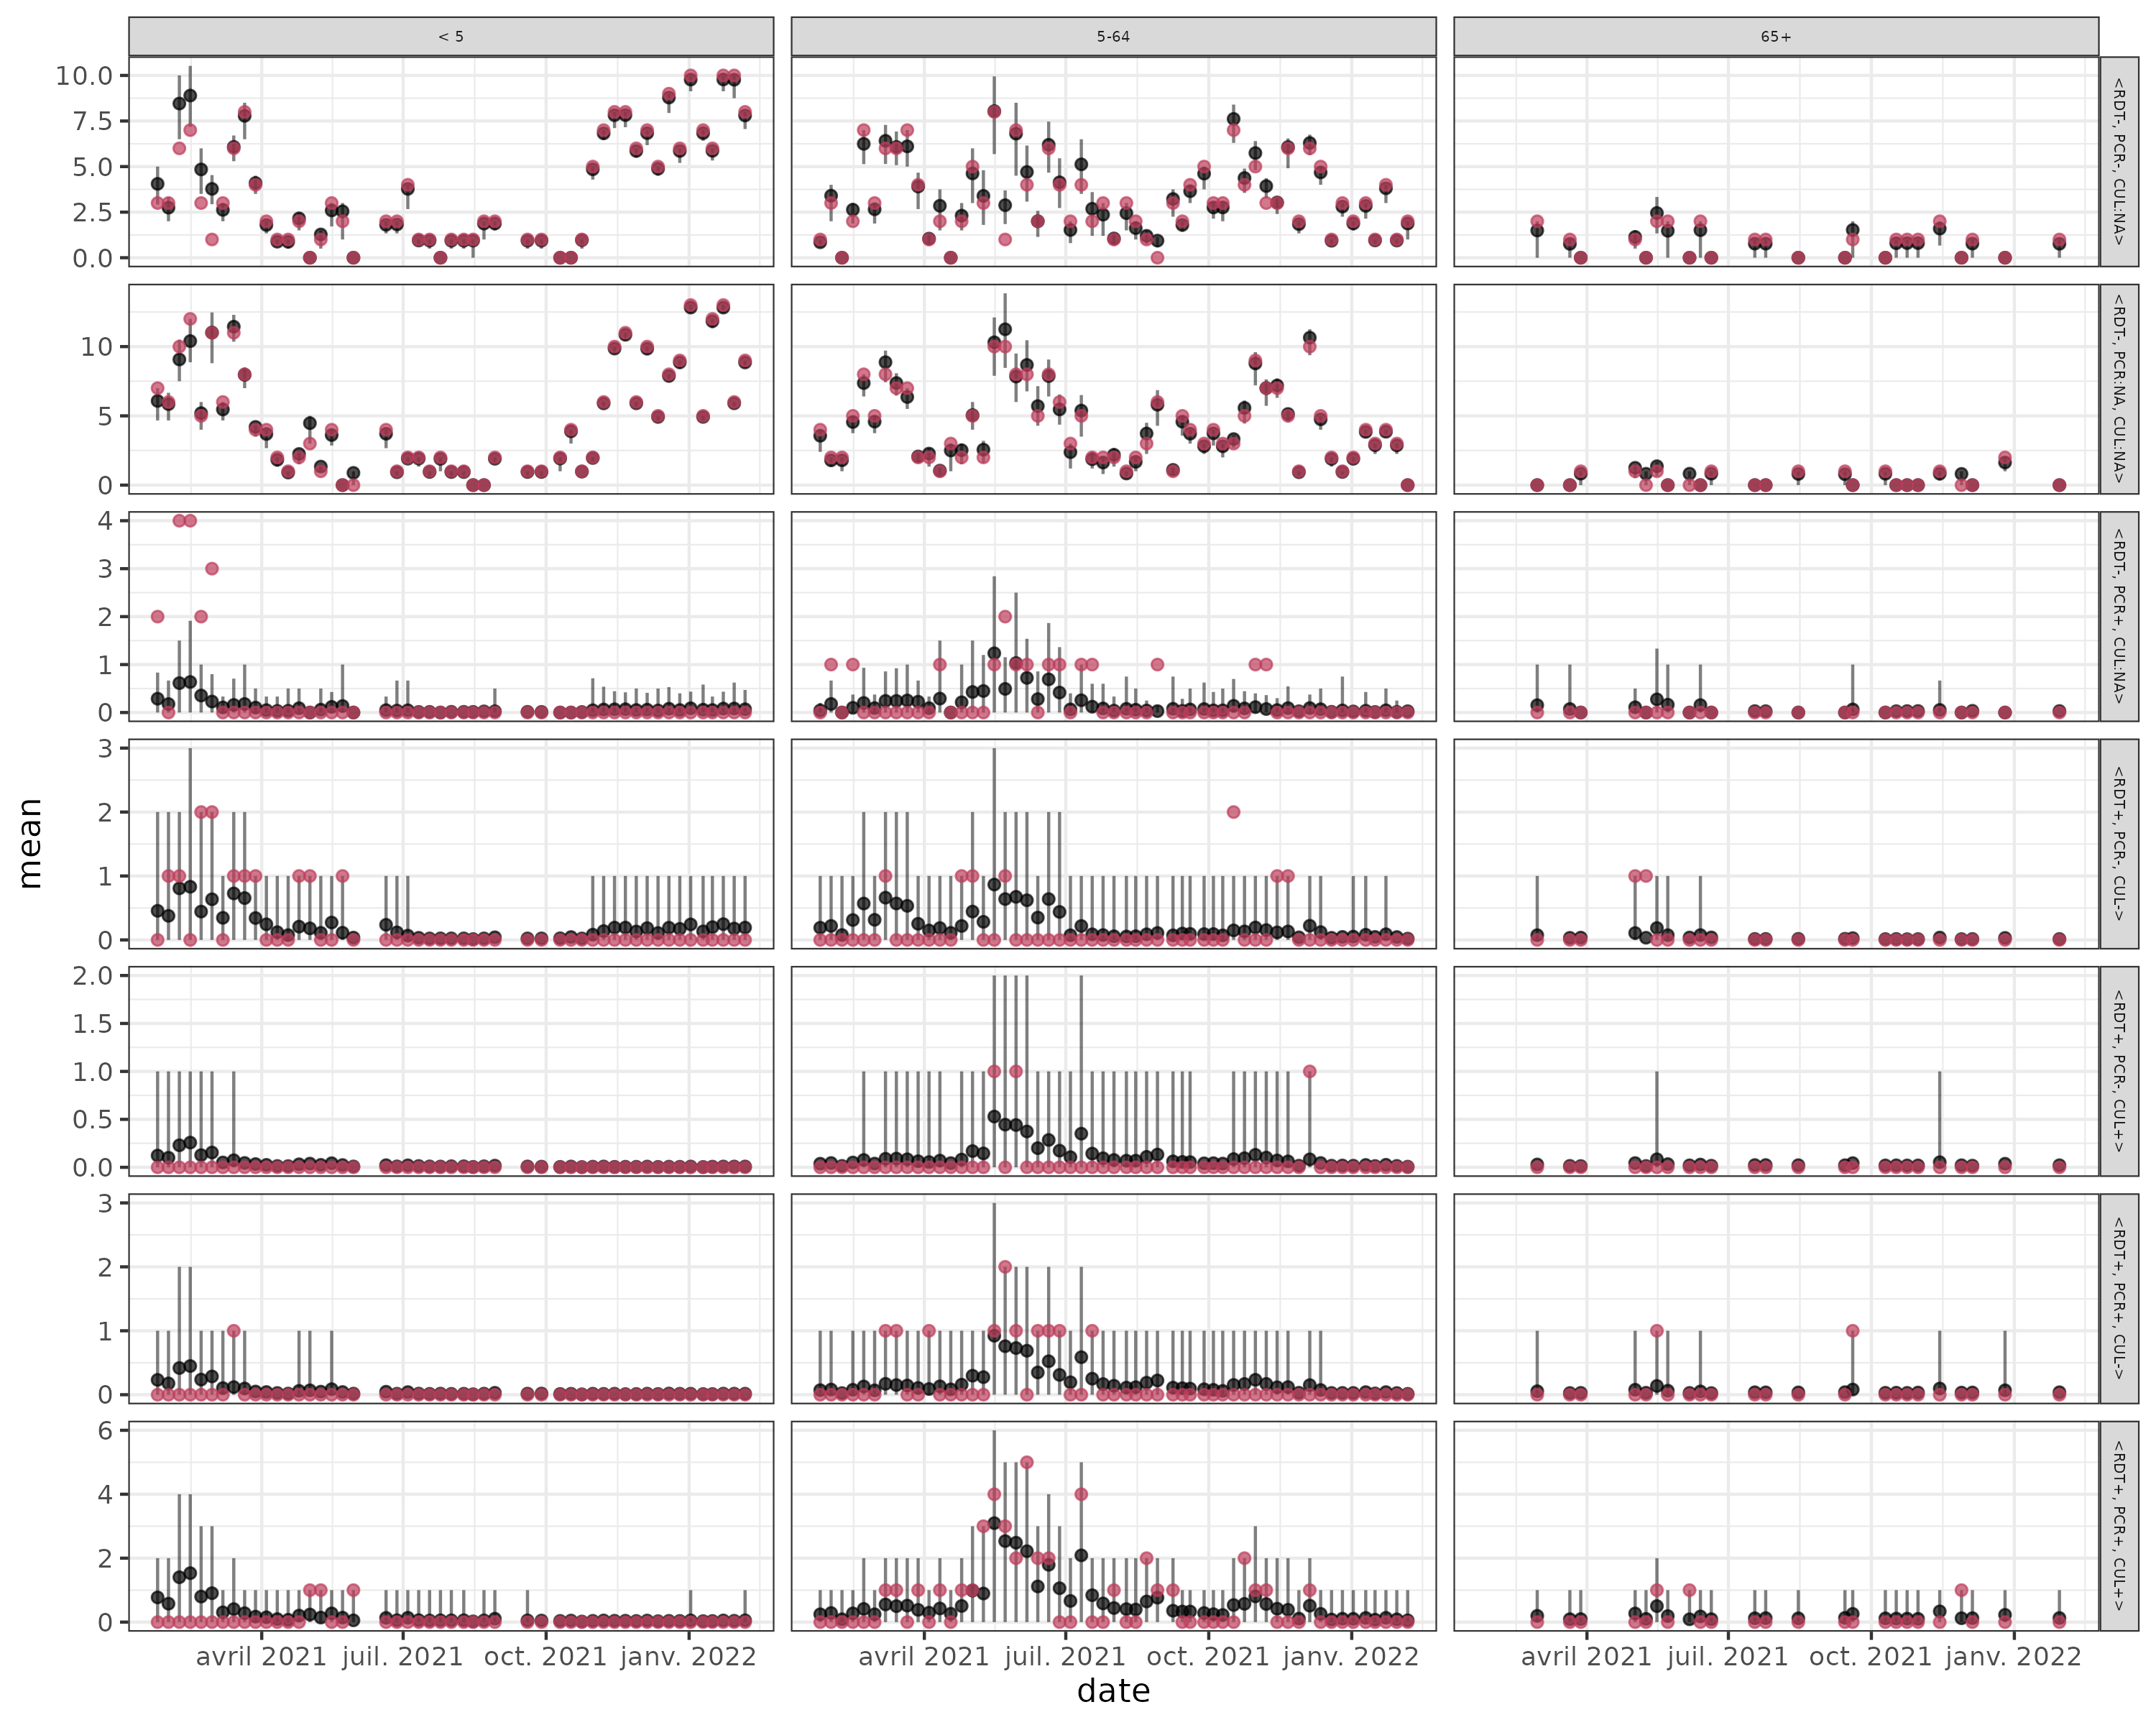 < 5
5-64
65+
10.0
7.5
5.0
2.5
0.0
<RDT-, PCR-, CUL:NA>
10
5
0
<RDT-, PCR:NA, CUL:NA>
4
3
2
1
0
<RDT-, PCR+, CUL:NA>
3
2
1
0
<RDT+, PCR-, CUL->
2.0
1.5
1.0
0.5
0.0
<RDT+, PCR-, CUL+>
3
2
1
0
<RDT+, PCR+, CUL->
6
4
2
0
<RDT+, PCR+, CUL+>
mean
avril 2021 juil. 2021 oct. 2021 janv. 2022
avril 2021 juil. 2021 oct. 2021 janv. 2022
avril 2021 juil. 2021 oct. 2021 janv. 2022
date